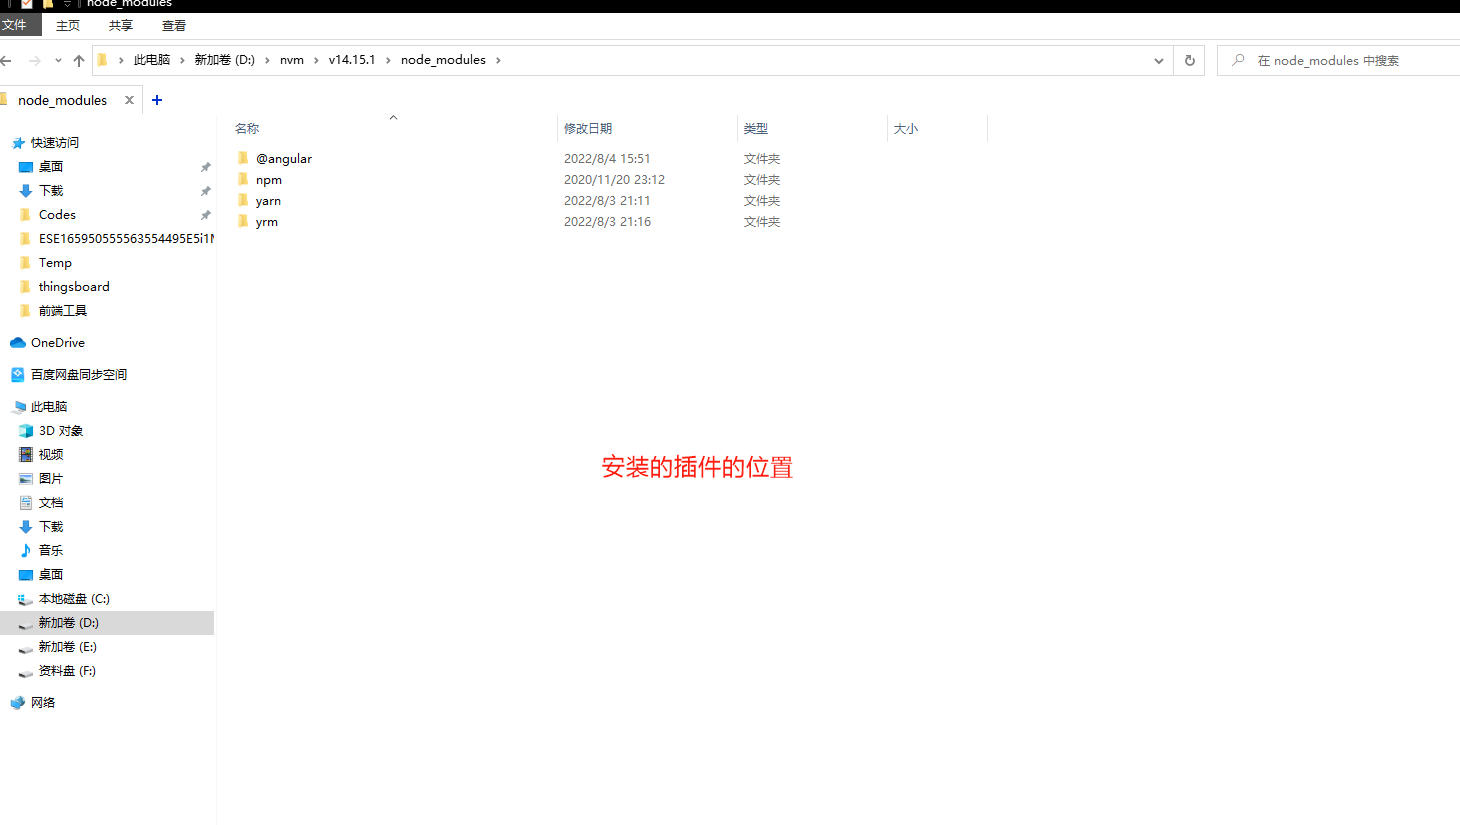 node_modules
文件 主页 共享 查看
此电脑 > 新加卷 (D:) > nvm > v14.15.1 > node_modules > 在 node_modules 中搜索
node_modules
名称 修改日期 类型 大小
@angular 2022/8/4 15:51 文件夹
npm 2020/11/20 23:12 文件夹
yarn 2022/8/3 21:11 文件夹
yrm 2022/8/3 21:16 文件夹
快速访问
桌面
下载
Codes
ESE165950555563554495E5i1
Temp
thingsboard
前端工具
OneDrive
百度网盘同步空间
此电脑
3D 对象
视频
图片
文档
下载
音乐
桌面
本地磁盘 (C:)
新加卷 (D:)
新加卷 (E:)
资料盘 (F:)
网络
安装的插件的位置